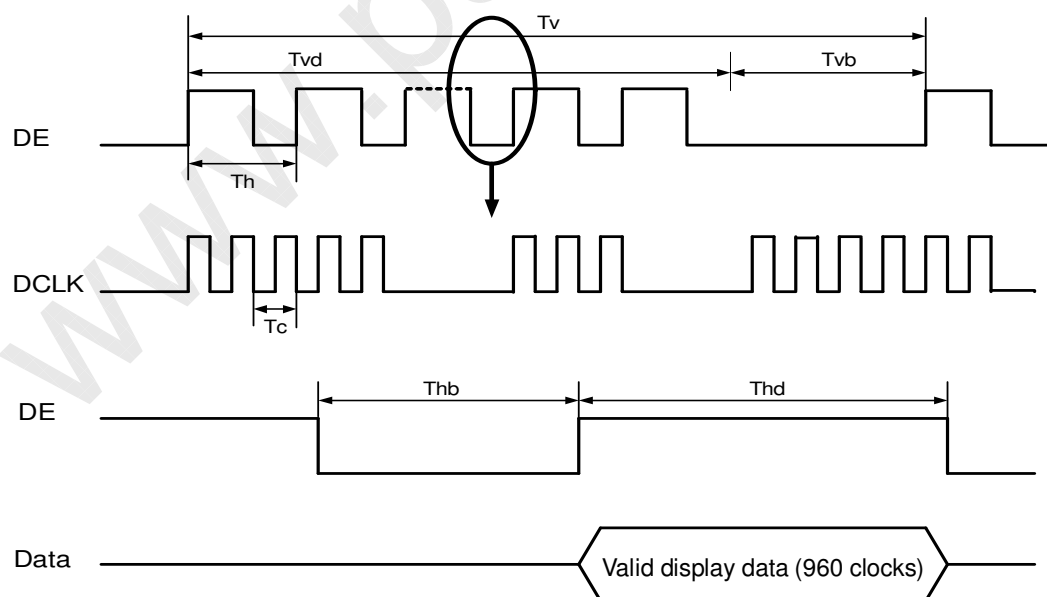 Tv
Tvd Tvb
DE
Th
DCLK
Tc
Thb Thd
DE
Data
Valid display data (960 clocks)